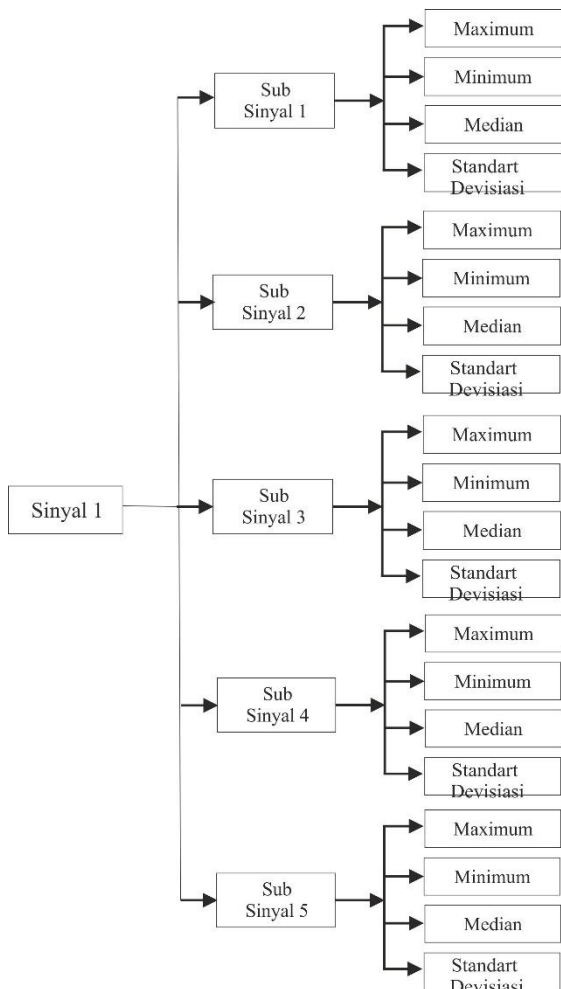 Maximum
Sub
Sinyal 1
Minimum
Median
Standart
Devisiasi
Maximum
Sub
Sinyal 2
Minimum
Median
Standart
Devisiasi
Sinyal 1
Maximum
Sub
Sinyal 3
Minimum
Median
Standart
Devisiasi
Maximum
Sub
Sinyal 4
Minimum
Median
Standart
Devisiasi
Maximum
Sub
Sinyal 5
Minimum
Median
Standart
Devisiasi